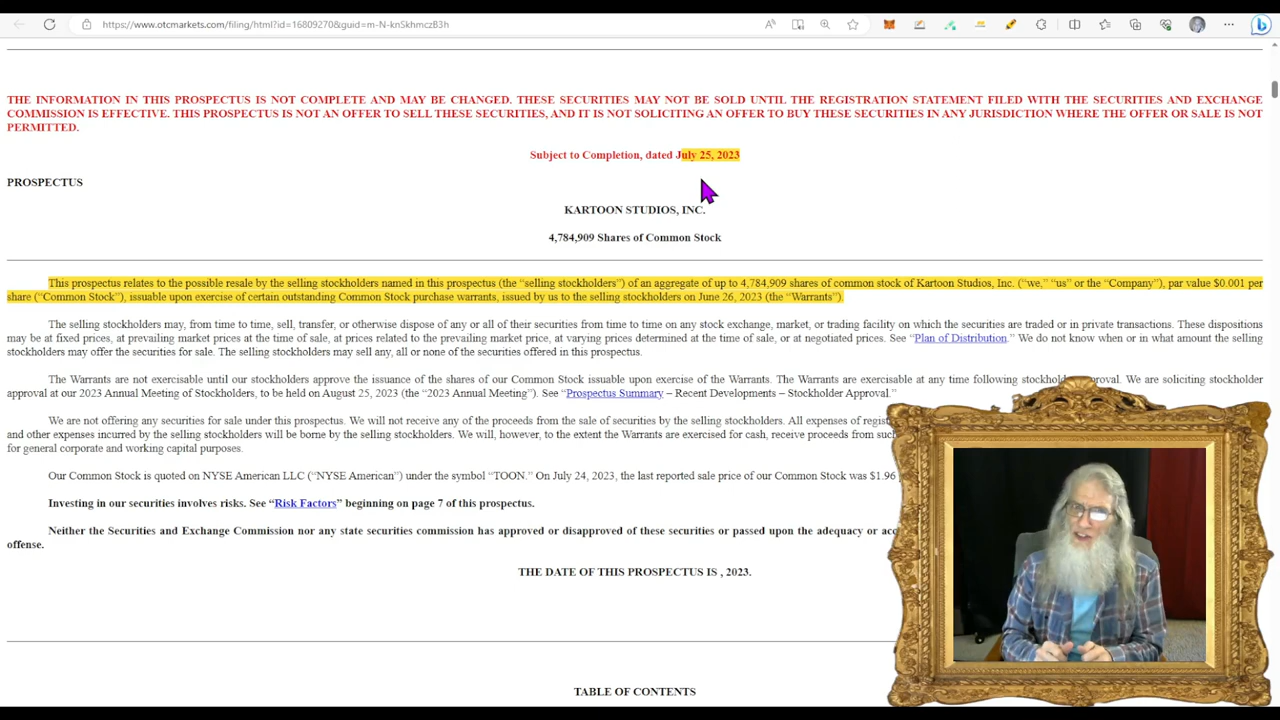 https://www.otcmarkets.com/filing/html?id=16809270&guid=m-N-knSkhmczB3h
THE INFORMATION IN THIS PROSPECTUS IS NOT COMPLETE AND MAY BE CHANGED. THESE SECURITIES MAY NOT BE SOLD UNTIL THE REGISTRATION STATEMENT FILED WITH THE SECURITIES AND EXCHANGE
COMMISSION IS EFFECTIVE. THIS PROSPECTUS IS NOT AN OFFER TO SELL THESE SECURITIES, AND IT IS NOT SOLICITING AN OFFER TO BUY THESE SECURITIES IN ANY JURISDICTION WHERE THE OFFER OR SALE IS NOT
PERMITTED.
Subject to Completion, dated July 25, 2023
PROSPECTUS
KARTOON STUDIOS, INC.
4,784,909 Shares of Common Stock
This prospectus relates to the possible resale by the selling stockholders named in this prospectus (the “selling stockholders”) of an aggregate of up to 4,784,909 shares of common stock of Kartoon Studios, Inc. (“we,” “us” or the “Company”), par value $0.001 per
share (“Common Stock”), issuable upon exercise of certain outstanding Common Stock purchase warrants, issued by us to the selling stockholders on June 26, 2023 (the “Warrants”).
The selling stockholders may, from time to time, sell, transfer, or otherwise dispose of any or all of their securities from time to time on any stock exchange, market, or trading facility on which the securities are traded or in private transactions. These dispositions
may be at fixed prices, at prevailing market prices at the time of sale, at prices related to the prevailing market price, at varying prices determined at the time of sale, or at negotiated prices. See “Plan of Distribution.” We do not know when or in what amount the selling
stockholders may offer the securities for sale. The selling stockholders may sell any, all or none of the securities offered in this prospectus.
The Warrants are not exercisable until our stockholders approve the issuance of the shares of our Common Stock issuable upon exercise of the Warrants. The Warrants are exercisable at any time following stockholder approval. We are soliciting stockholder
approval at our 2023 Annual Meeting of Stockholders, to be held on August 25, 2023 (the “2023 Annual Meeting”). See “Prospectus Summary – Recent Developments – Stockholder Approval.”
We are not offering any securities for sale under this prospectus. We will not receive any of the proceeds from the sale of securities by the selling stockholders. All expenses of
and other expenses incurred by the selling stockholders will be borne by the selling stockholders. We will, however, to the extent the Warrants are exercised for cash, receive proceeds from
for general corporate and working capital purposes.
Our Common Stock is quoted on NYSE American LLC (“NYSE American”) under the symbol “TOON.” On July 24, 2023, the last reported sale price of our Common Stock was $1.96
Investing in our securities involves risks. See “Risk Factors” beginning on page 7 of this prospectus.
Neither the Securities and Exchange Commission nor any state securities commission has approved or disapproved of these securities or passed upon the adequacy or
offense.
THE DATE OF THIS PROSPECTUS IS , 2023.
TABLE OF CONTENTS